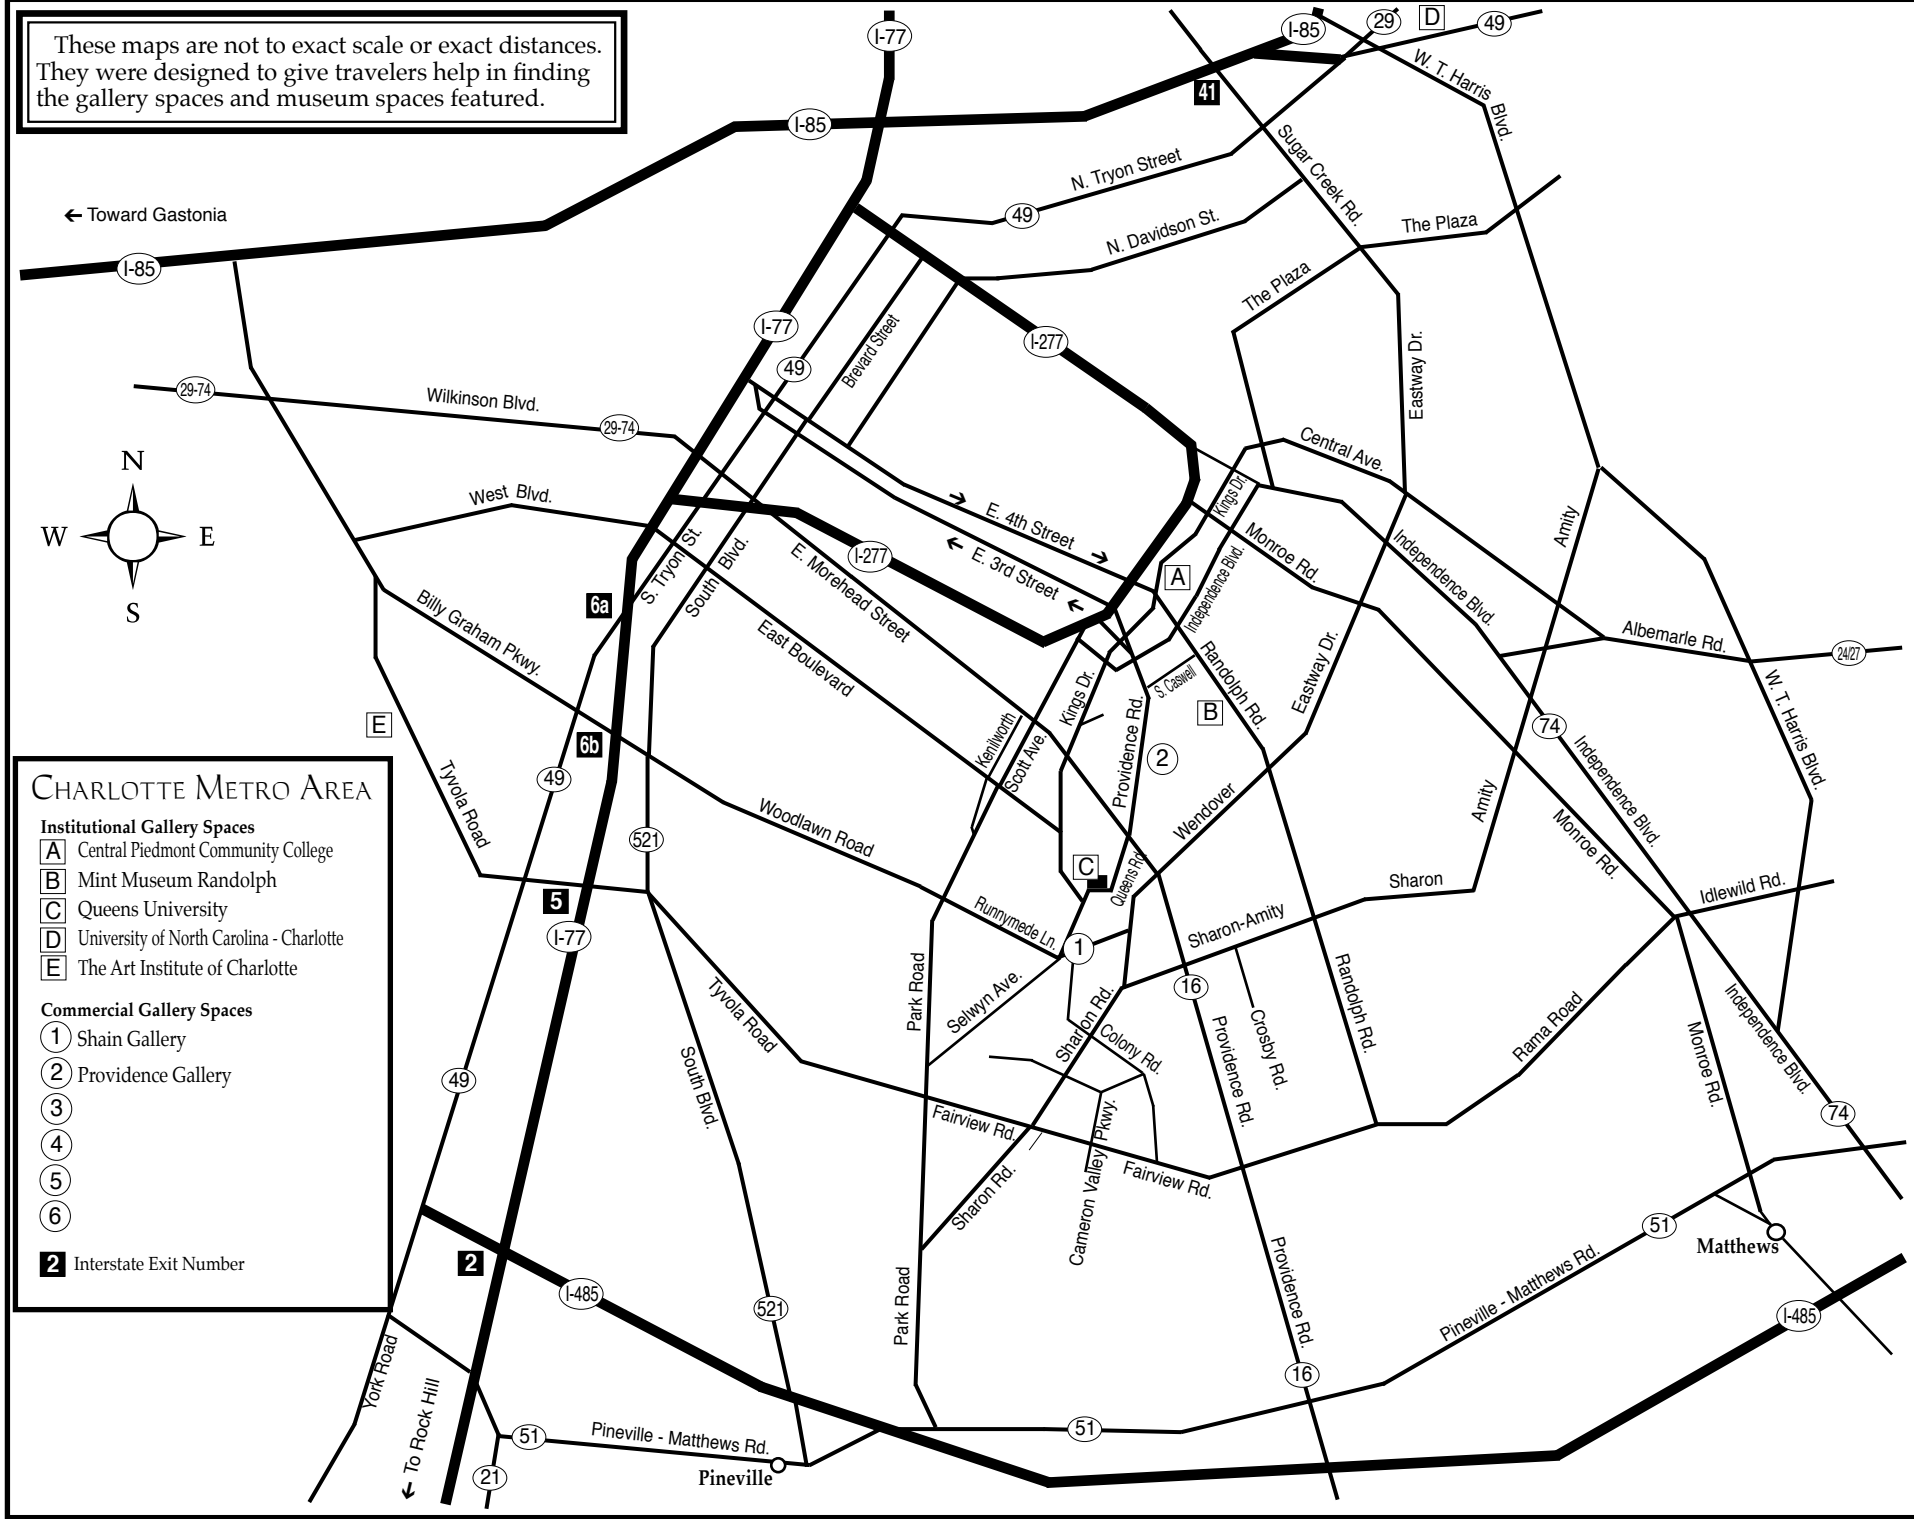 These maps are not to exact scale or exact distances.
They were designed to give travelers help in finding
the gallery spaces and museum spaces featured.
I-77
I-85
29
D
49
W. T. Harris Blvd.
41
I-85
Sugar Creek Rd.
N. Tryon Street
49
N. Davidson St.
The Plaza
The Plaza
← Toward Gastonia
I-85
I-77
49
Brevard Street
I-277
Eastway Dr.
29-74
Wilkinson Blvd.
29-74
Central Ave.
N
W
E
S
West Blvd.
Kings Dr.
E. 4th Street
E. 3rd Street
Monroe Rd.
Independence Blvd.
Amity
I-277
S. Tryon St.
South Blvd.
E. Morehead Street
A
Independence Blvd.
6a
Billy Graham Pkwy.
East Boulevard
Randolph Rd.
Eastway Dr.
Albemarle Rd.
24/27
S. Caswell
Kings Dr.
B
W. T. Harris Blvd.
E
6b
Kenilworth
Scott Ave.
Providence Rd.
2
74
Independence Blvd.
49
Tyvola Road
521
Woodlawn Road
Wendover
Amity
Monroe Rd.
C
Queens Rd.
Sharon
Idlewild Rd.
5
I-77
Runnymede Ln.
1
Sharon-Amity
Park Road
Selwyn Ave.
Sharon Rd.
16
Crosby Rd.
Randolph Rd.
Rama Road
Independence Blvd.
Tyvola Road
Colony Rd.
Providence Rd.
Monroe Rd.
49
South Blvd.
Fairview Rd.
Cameron Valley Pkwy.
74
Fairview Rd.
Sharon Rd.
51
Matthews
2
I-485
521
Park Road
Providence Rd.
Pineville - Matthews Rd.
I-485
York Road
16
← To Rock Hill
51
Pineville - Matthews Rd.
51
21
Pineville
CHARLOTTE METRO AREA
Institutional Gallery Spaces
A Central Piedmont Community College
B Mint Museum Randolph
C Queens University
D University of North Carolina - Charlotte
E The Art Institute of Charlotte
Commercial Gallery Spaces
1 Shain Gallery
2 Providence Gallery
3
4
5
6
2 Interstate Exit Number